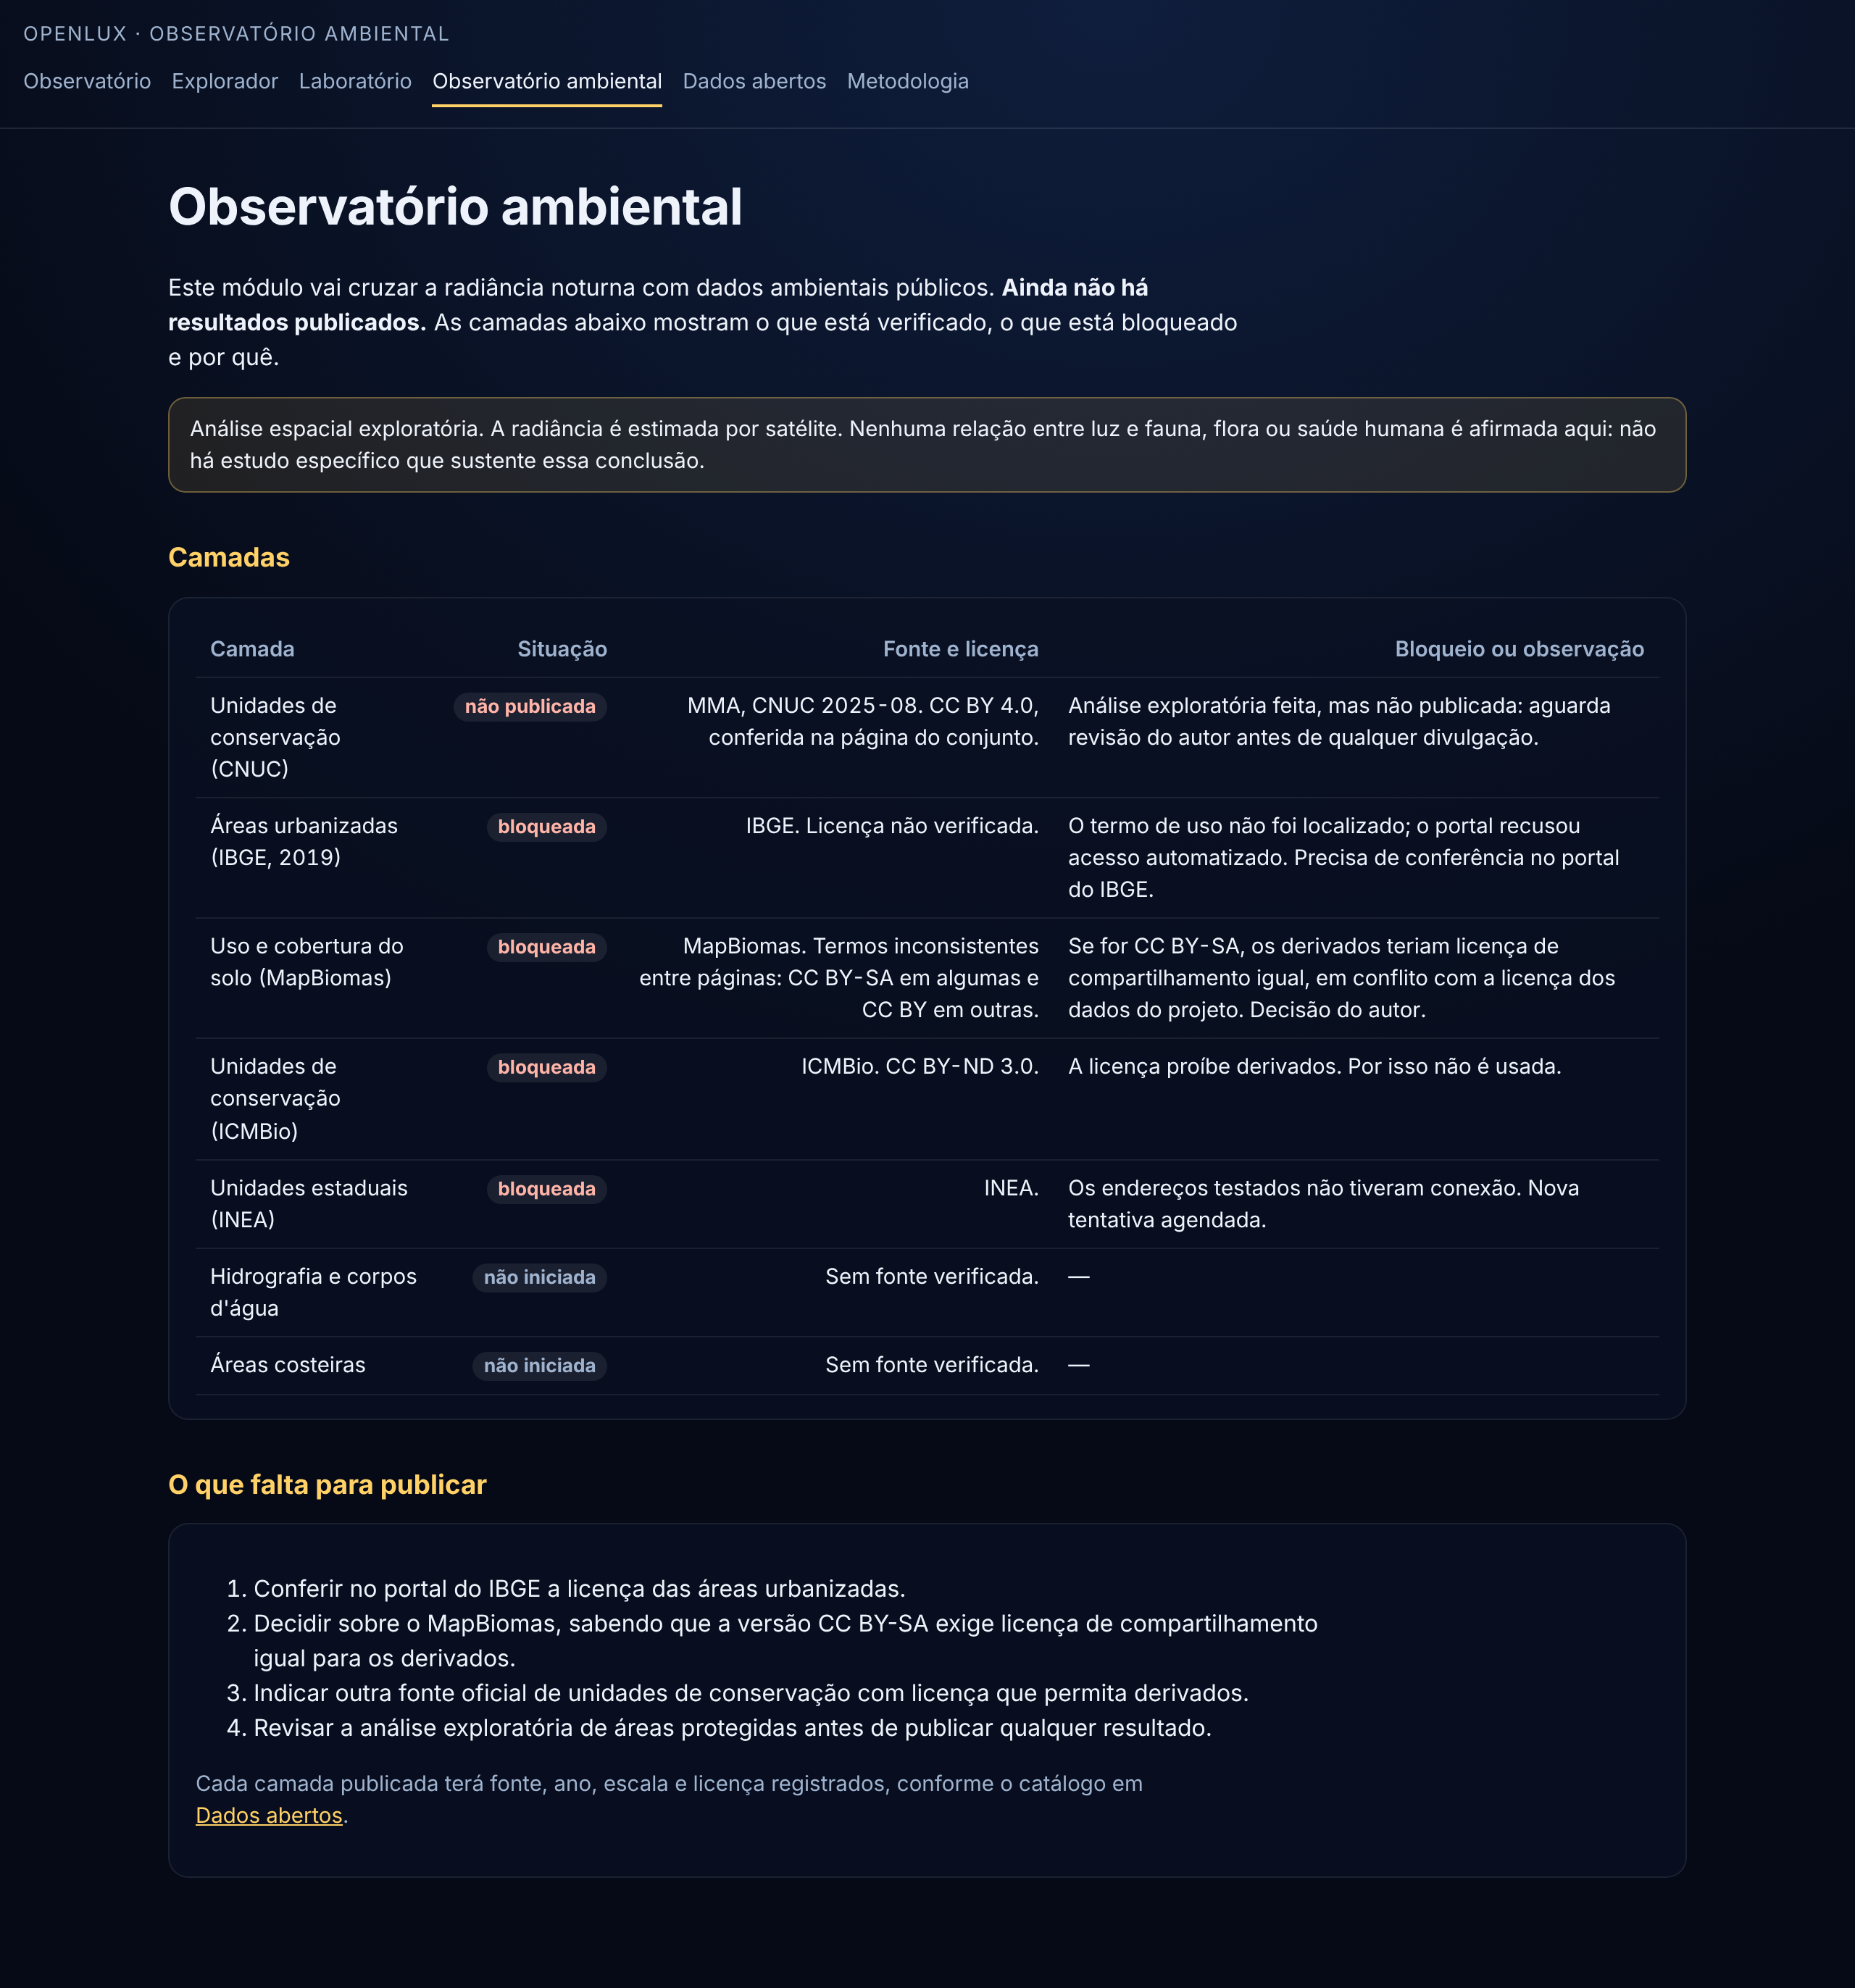 OPENLUX · OBSERVATÓRIO AMBIENTAL
Observatório Explorador Laboratório Observatório ambiental Dados abertos Metodologia
Observatório ambiental
Este módulo vai cruzar a radiância noturna com dados ambientais públicos. Ainda não há
resultados publicados. As camadas abaixo mostram o que está verificado, o que está bloqueado
e por quê.
Análise espacial exploratória. A radiância é estimada por satélite. Nenhuma relação entre luz e fauna, flora ou saúde humana é afirmada aqui: não
há estudo específico que sustente essa conclusão.
Camadas
Camada Situação Fonte e licença Bloqueio ou observação
Unidades de
conservação
(CNUC)
não publicada
MMA, CNUC 2025-08. CC BY 4.0,
conferida na página do conjunto.
Análise exploratória feita, mas não publicada: aguarda
revisão do autor antes de qualquer divulgação.
Áreas urbanizadas
(IBGE, 2019)
bloqueada
IBGE. Licença não verificada.
O termo de uso não foi localizado; o portal recusou
acesso automatizado. Precisa de conferência no portal
do IBGE.
Uso e cobertura do
solo (MapBiomas)
bloqueada
MapBiomas. Termos inconsistentes
entre páginas: CC BY-SA em algumas e
CC BY em outras.
Se for CC BY-SA, os derivados teriam licença de
compartilhamento igual, em conflito com a licença dos
dados do projeto. Decisão do autor.
Unidades de
conservação
(ICMBio)
bloqueada
ICMBio. CC BY-ND 3.0.
A licença proíbe derivados. Por isso não é usada.
Unidades estaduais
(INEA)
bloqueada
INEA.
Os endereços testados não tiveram conexão. Nova
tentativa agendada.
Hidrografia e corpos
d'água
não iniciada
Sem fonte verificada.
—
Áreas costeiras
não iniciada
Sem fonte verificada.
—
O que falta para publicar
1. Conferir no portal do IBGE a licença das áreas urbanizadas.
2. Decidir sobre o MapBiomas, sabendo que a versão CC BY-SA exige licença de compartilhamento
igual para os derivados.
3. Indicar outra fonte oficial de unidades de conservação com licença que permita derivados.
4. Revisar a análise exploratória de áreas protegidas antes de publicar qualquer resultado.
Cada camada publicada terá fonte, ano, escala e licença registrados, conforme o catálogo em
Dados abertos.